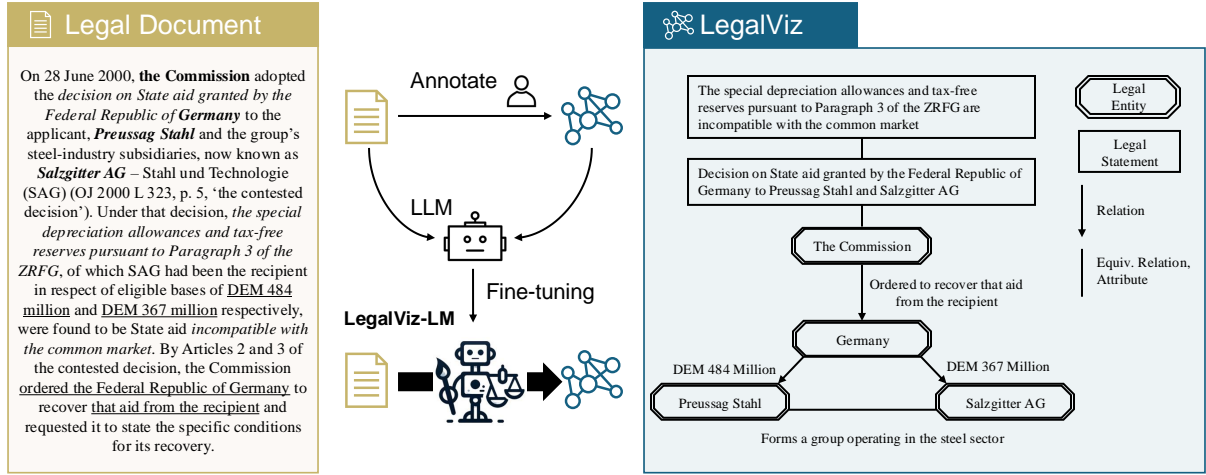 Legal Document
On 28 June 2000, the Commission adopted
the decision on State aid granted by the
Federal Republic of Germany to the
applicant, Preussag Stahl and the group's
steel-industry subsidiaries, now known as
Salzgitter AG – Stahl und Technologie
(SAG) (OJ 2000 L 323, p. 5, 'the contested
decision'). Under that decision, the special
depreciation allowances and tax-free
reserves pursuant to Paragraph 3 of the
ZRFG, of which SAG had been the recipient
in respect of eligible bases of DEM 484
million and DEM 367 million respectively,
were found to be State aid incompatible with
the common market. By Articles 2 and 3 of
the contested decision, the Commission
ordered the Federal Republic of Germany to
recover that aid from the recipient and
requested it to state the specific conditions
for its recovery.
Annotate
LLM
Fine-tuning
LegalViz-LM
LegalViz
The special depreciation allowances and tax-free
reserves pursuant to Paragraph 3 of the ZRFG are
incompatible with the common market
Decision on State aid granted by the Federal Republic of
Germany to Preussag Stahl and Salzgitter AG
The Commission
Ordered to recover that aid
from the recipient
Germany
DEM 484 Million
DEM 367 Million
Preussag Stahl
Salzgitter AG
Forms a group operating in the steel sector
Legal
Entity
Legal
Statement
Relation
Equiv. Relation,
Attribute